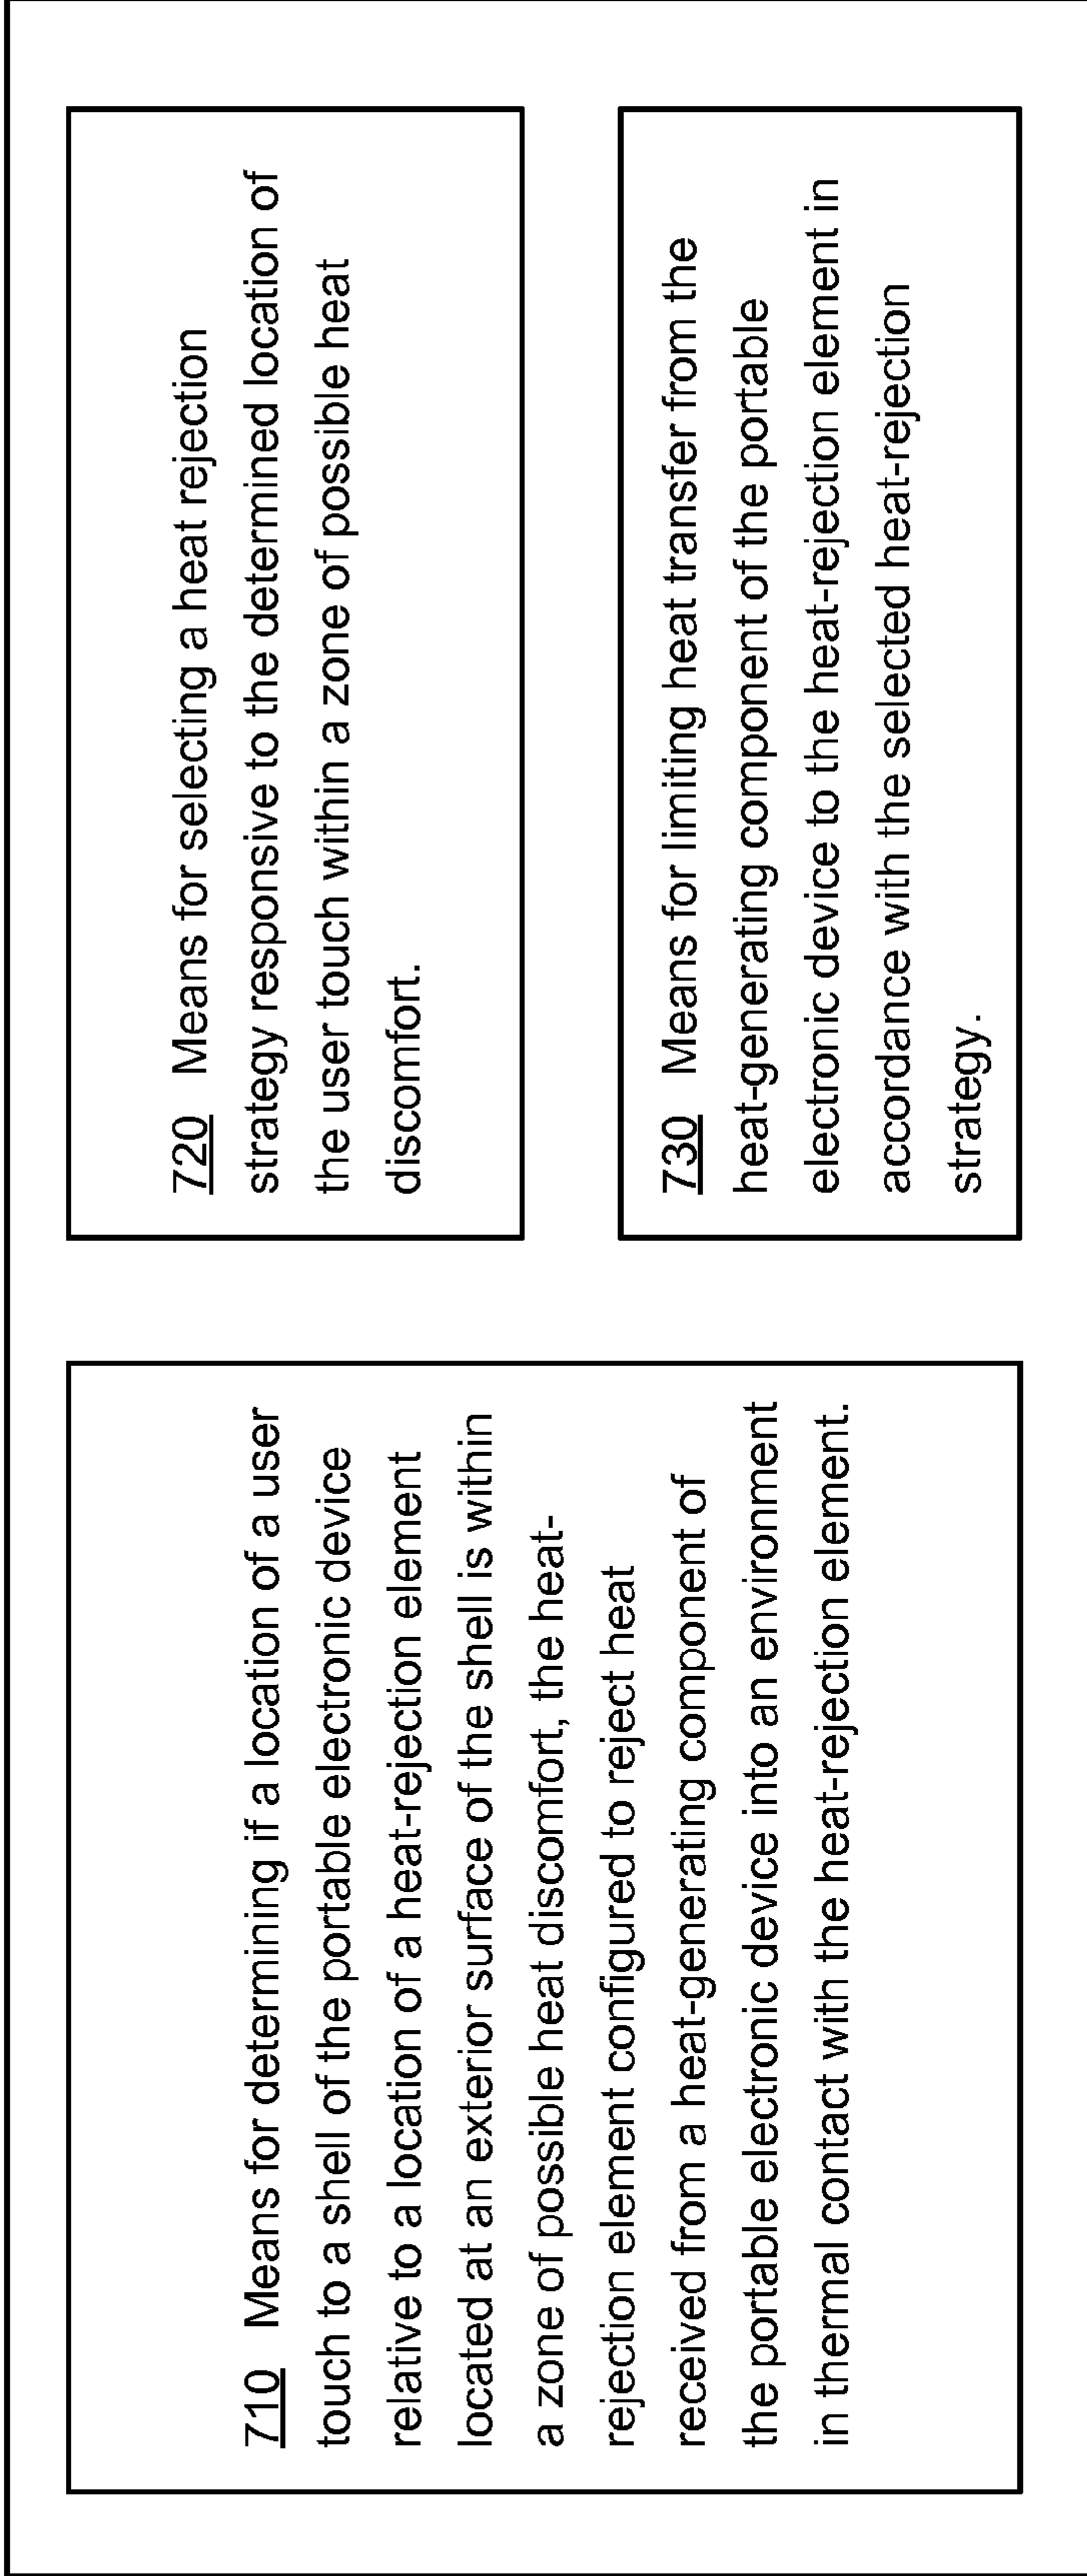 710 Means for determining if a location of a user
touch to a shell of the portable electronic device
relative to a location of a heat-rejection element
located at an exterior surface of the shell is within
a zone of possible heat discomfort, the heat-
rejection element configured to reject heat
received from a heat-generating component of
the portable electronic device into an environment
in thermal contact with the heat-rejection element.
720 Means for selecting a heat rejection
strategy responsive to the determined location of
the user touch within a zone of possible heat
discomfort.
730 Means for limiting heat transfer from the
heat-generating component of the portable
electronic device to the heat-rejection element in
accordance with the selected heat-rejection
strategy.